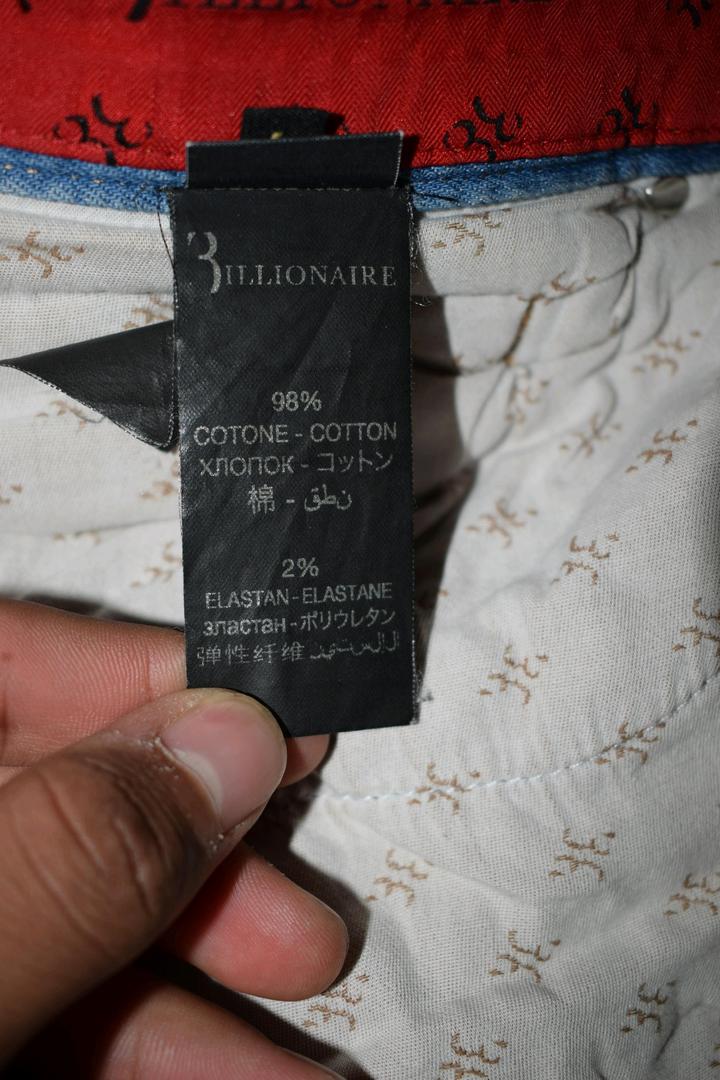 BILLIONAIRE
98%
COTONE - COTTON
ХЛОПОК - コットン
棉 - قطن
2%
ELASTAN - ELASTANE
эластан - ポリウレタン
弹性纤维